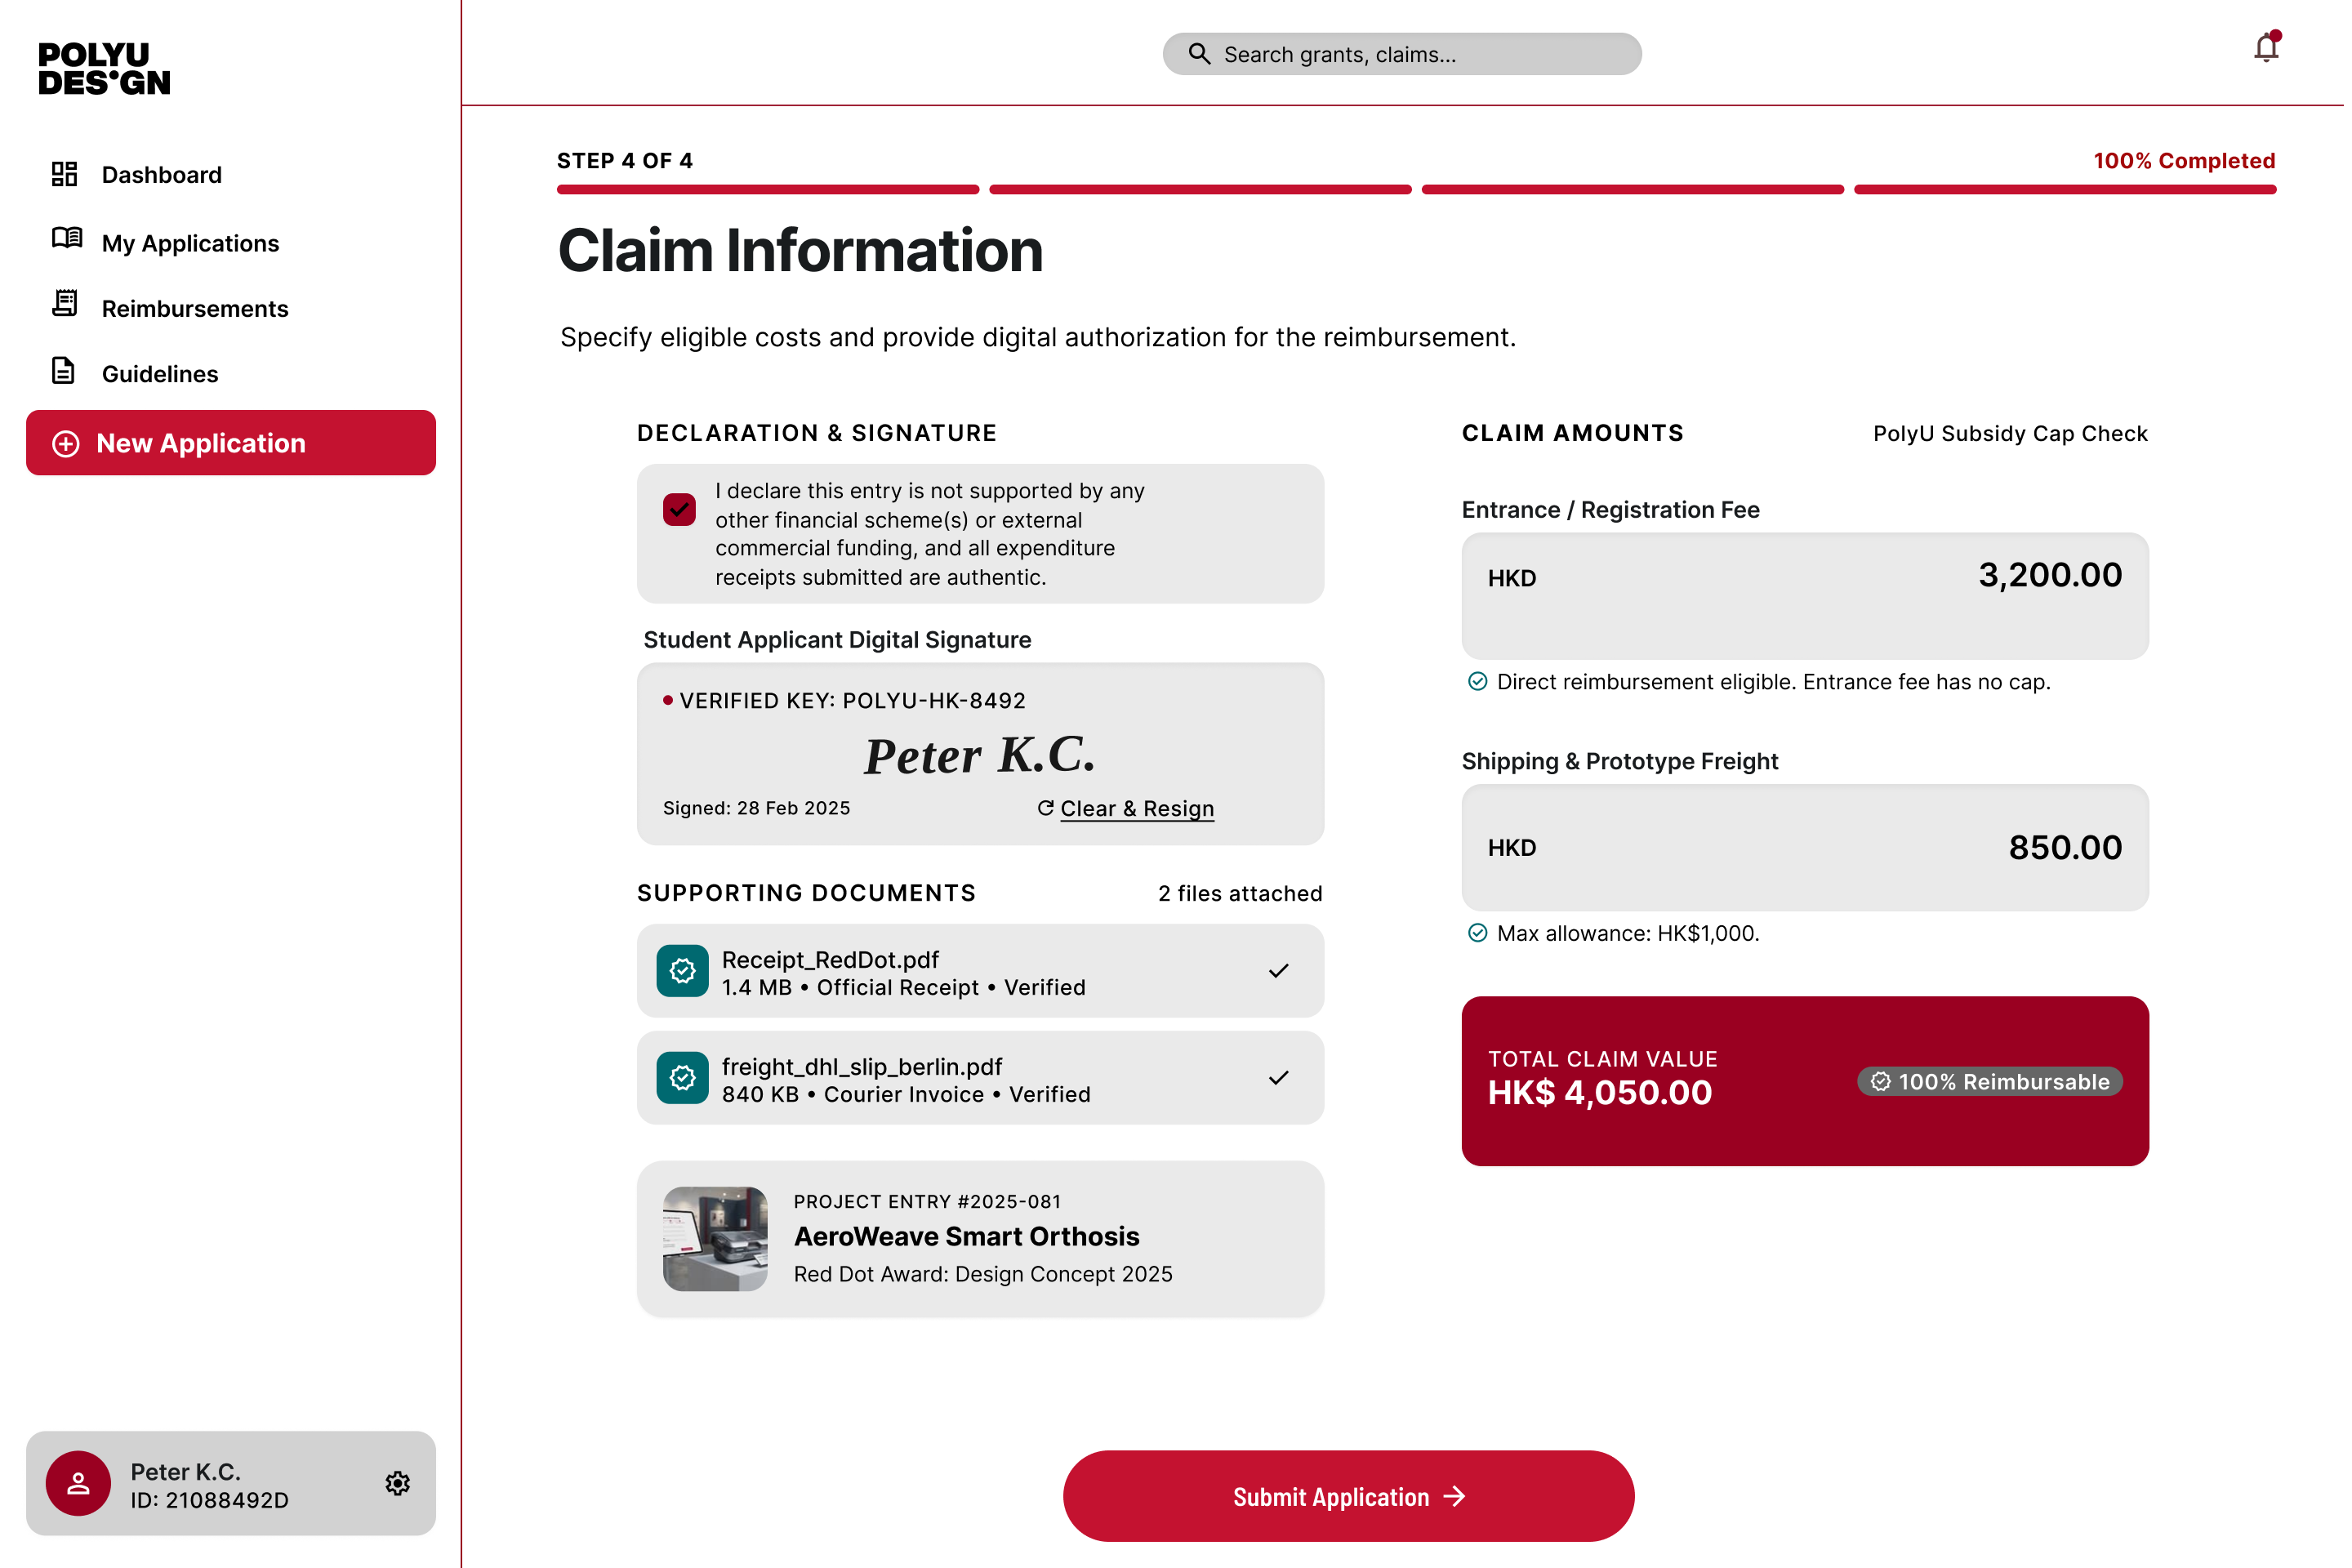 POLYU
DES•GN
Dashboard
My Applications
Reimbursements
Guidelines
New Application
Peter K.C.
ID: 21088492D
Search grants, claims...
STEP 4 OF 4
100% Completed
Claim Information
Specify eligible costs and provide digital authorization for the reimbursement.
DECLARATION & SIGNATURE
I declare this entry is not supported by any
other financial scheme(s) or external
commercial funding, and all expenditure
receipts submitted are authentic.
Student Applicant Digital Signature
• VERIFIED KEY: POLYU-HK-8492
Peter K.C.
Signed: 28 Feb 2025
Clear & Resign
SUPPORTING DOCUMENTS
2 files attached
Receipt_RedDot.pdf
1.4 MB • Official Receipt • Verified
freight_dhl_slip_berlin.pdf
840 KB • Courier Invoice • Verified
PROJECT ENTRY #2025-081
AeroWeave Smart Orthosis
Red Dot Award: Design Concept 2025
CLAIM AMOUNTS
PolyU Subsidy Cap Check
Entrance / Registration Fee
HKD
3,200.00
Direct reimbursement eligible. Entrance fee has no cap.
Shipping & Prototype Freight
HKD
850.00
Max allowance: HK$1,000.
TOTAL CLAIM VALUE
HK$ 4,050.00
100% Reimbursable
Submit Application